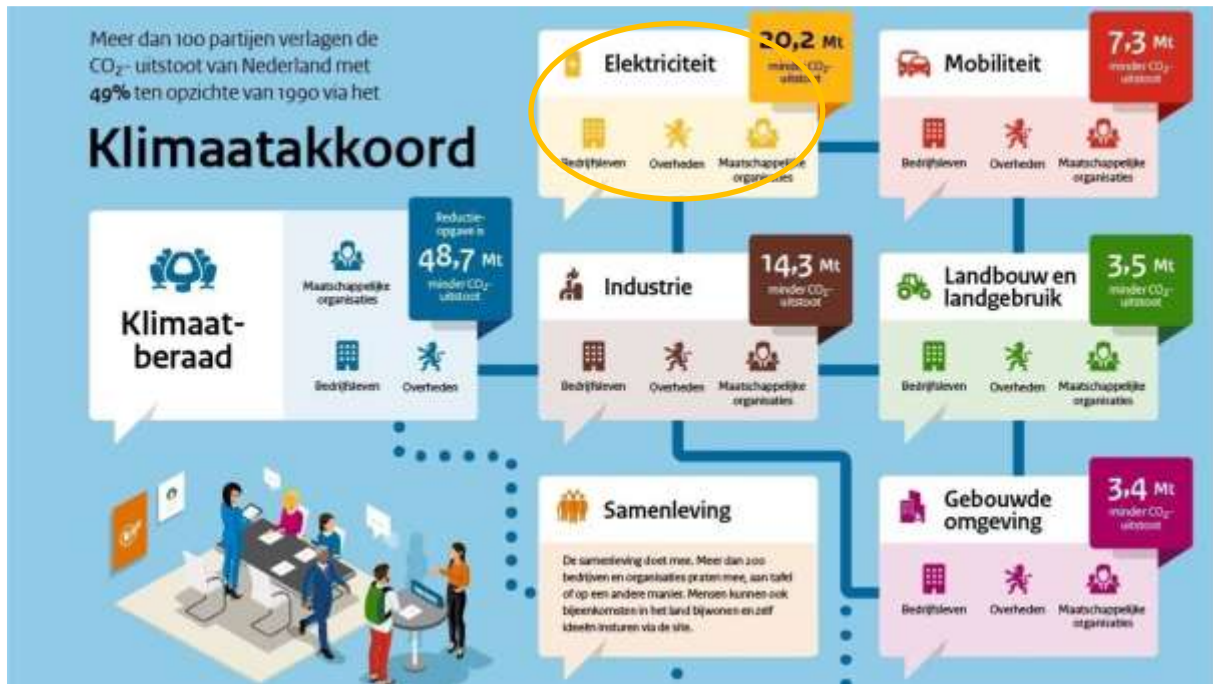 Meer dan 100 partijen verlagen de
CO₂- uitstoot van Nederland met
49% ten opzichte van 1990 via het
Klimaatakkoord
Klimaat-
beraad
Maatschappelijke
organisaties
Bedrijfsleven
Overheden
Reductie-
opgave is
48,7 Mt
minder CO₂-
uitstoot
Elektriciteit
20,2 Mt
minder CO₂-
uitstoot
Bedrijfsleven
Overheden
Maatschappelijke
organisaties
Mobiliteit
7,3 Mt
minder CO₂-
uitstoot
Bedrijfsleven
Overheden
Maatschappelijke
organisaties
Industrie
14,3 Mt
minder CO₂-
uitstoot
Bedrijfsleven
Overheden
Maatschappelijke
organisaties
Landbouw en
landgebruik
3,5 Mt
minder CO₂-
uitstoot
Bedrijfsleven
Overheden
Maatschappelijke
organisaties
Samenleving
De samenleving doet mee. Meer dan 200
bedrijven en organisaties praten mee, aan tafel
of op een andere manier. Mensen kunnen ook
bijeenkomsten in het land bijwonen en zelf
ideeën insturen via de site.
Gebouwde
omgeving
3,4 Mt
minder CO₂-
uitstoot
Bedrijfsleven
Overheden
Maatschappelijke
organisaties